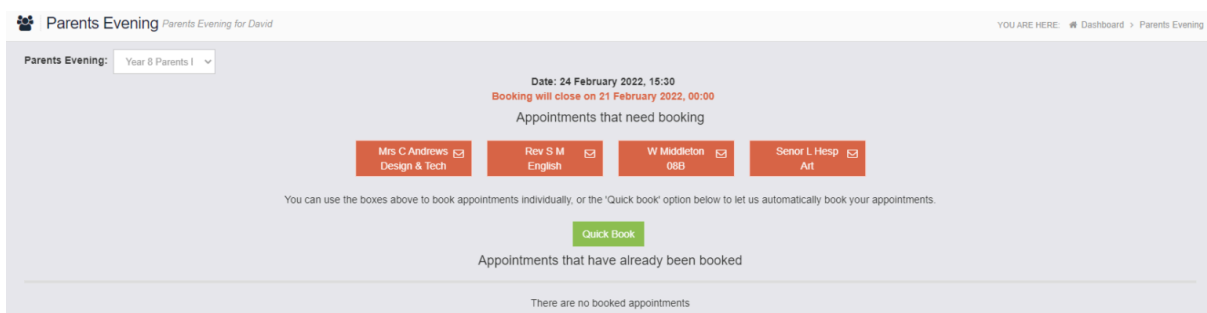 Parents Evening Parents Evening for David
YOU ARE HERE: Dashboard > Parents Evening
Parents Evening: Year 8 Parents
Date: 24 February 2022, 15:30
Booking will close on 21 February 2022, 00:00
Appointments that need booking
Mrs C Andrews
Design & Tech
Rev S M
English
W Middleton
08B
Senor L Hesp
Art
You can use the boxes above to book appointments individually, or the 'Quick book' option below to let us automatically book your appointments.
Quick Book
Appointments that have already been booked
There are no booked appointments